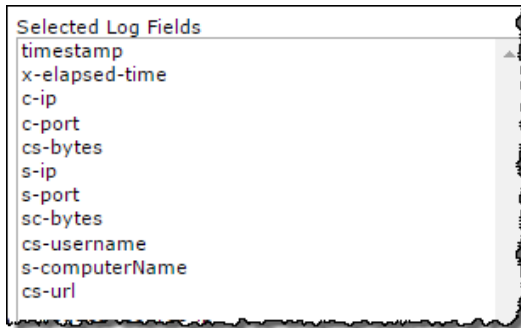 Selected Log Fields
timestamp
x-elapsed-time
c-ip
c-port
cs-bytes
s-ip
s-port
sc-bytes
cs-username
s-computerName
cs-url